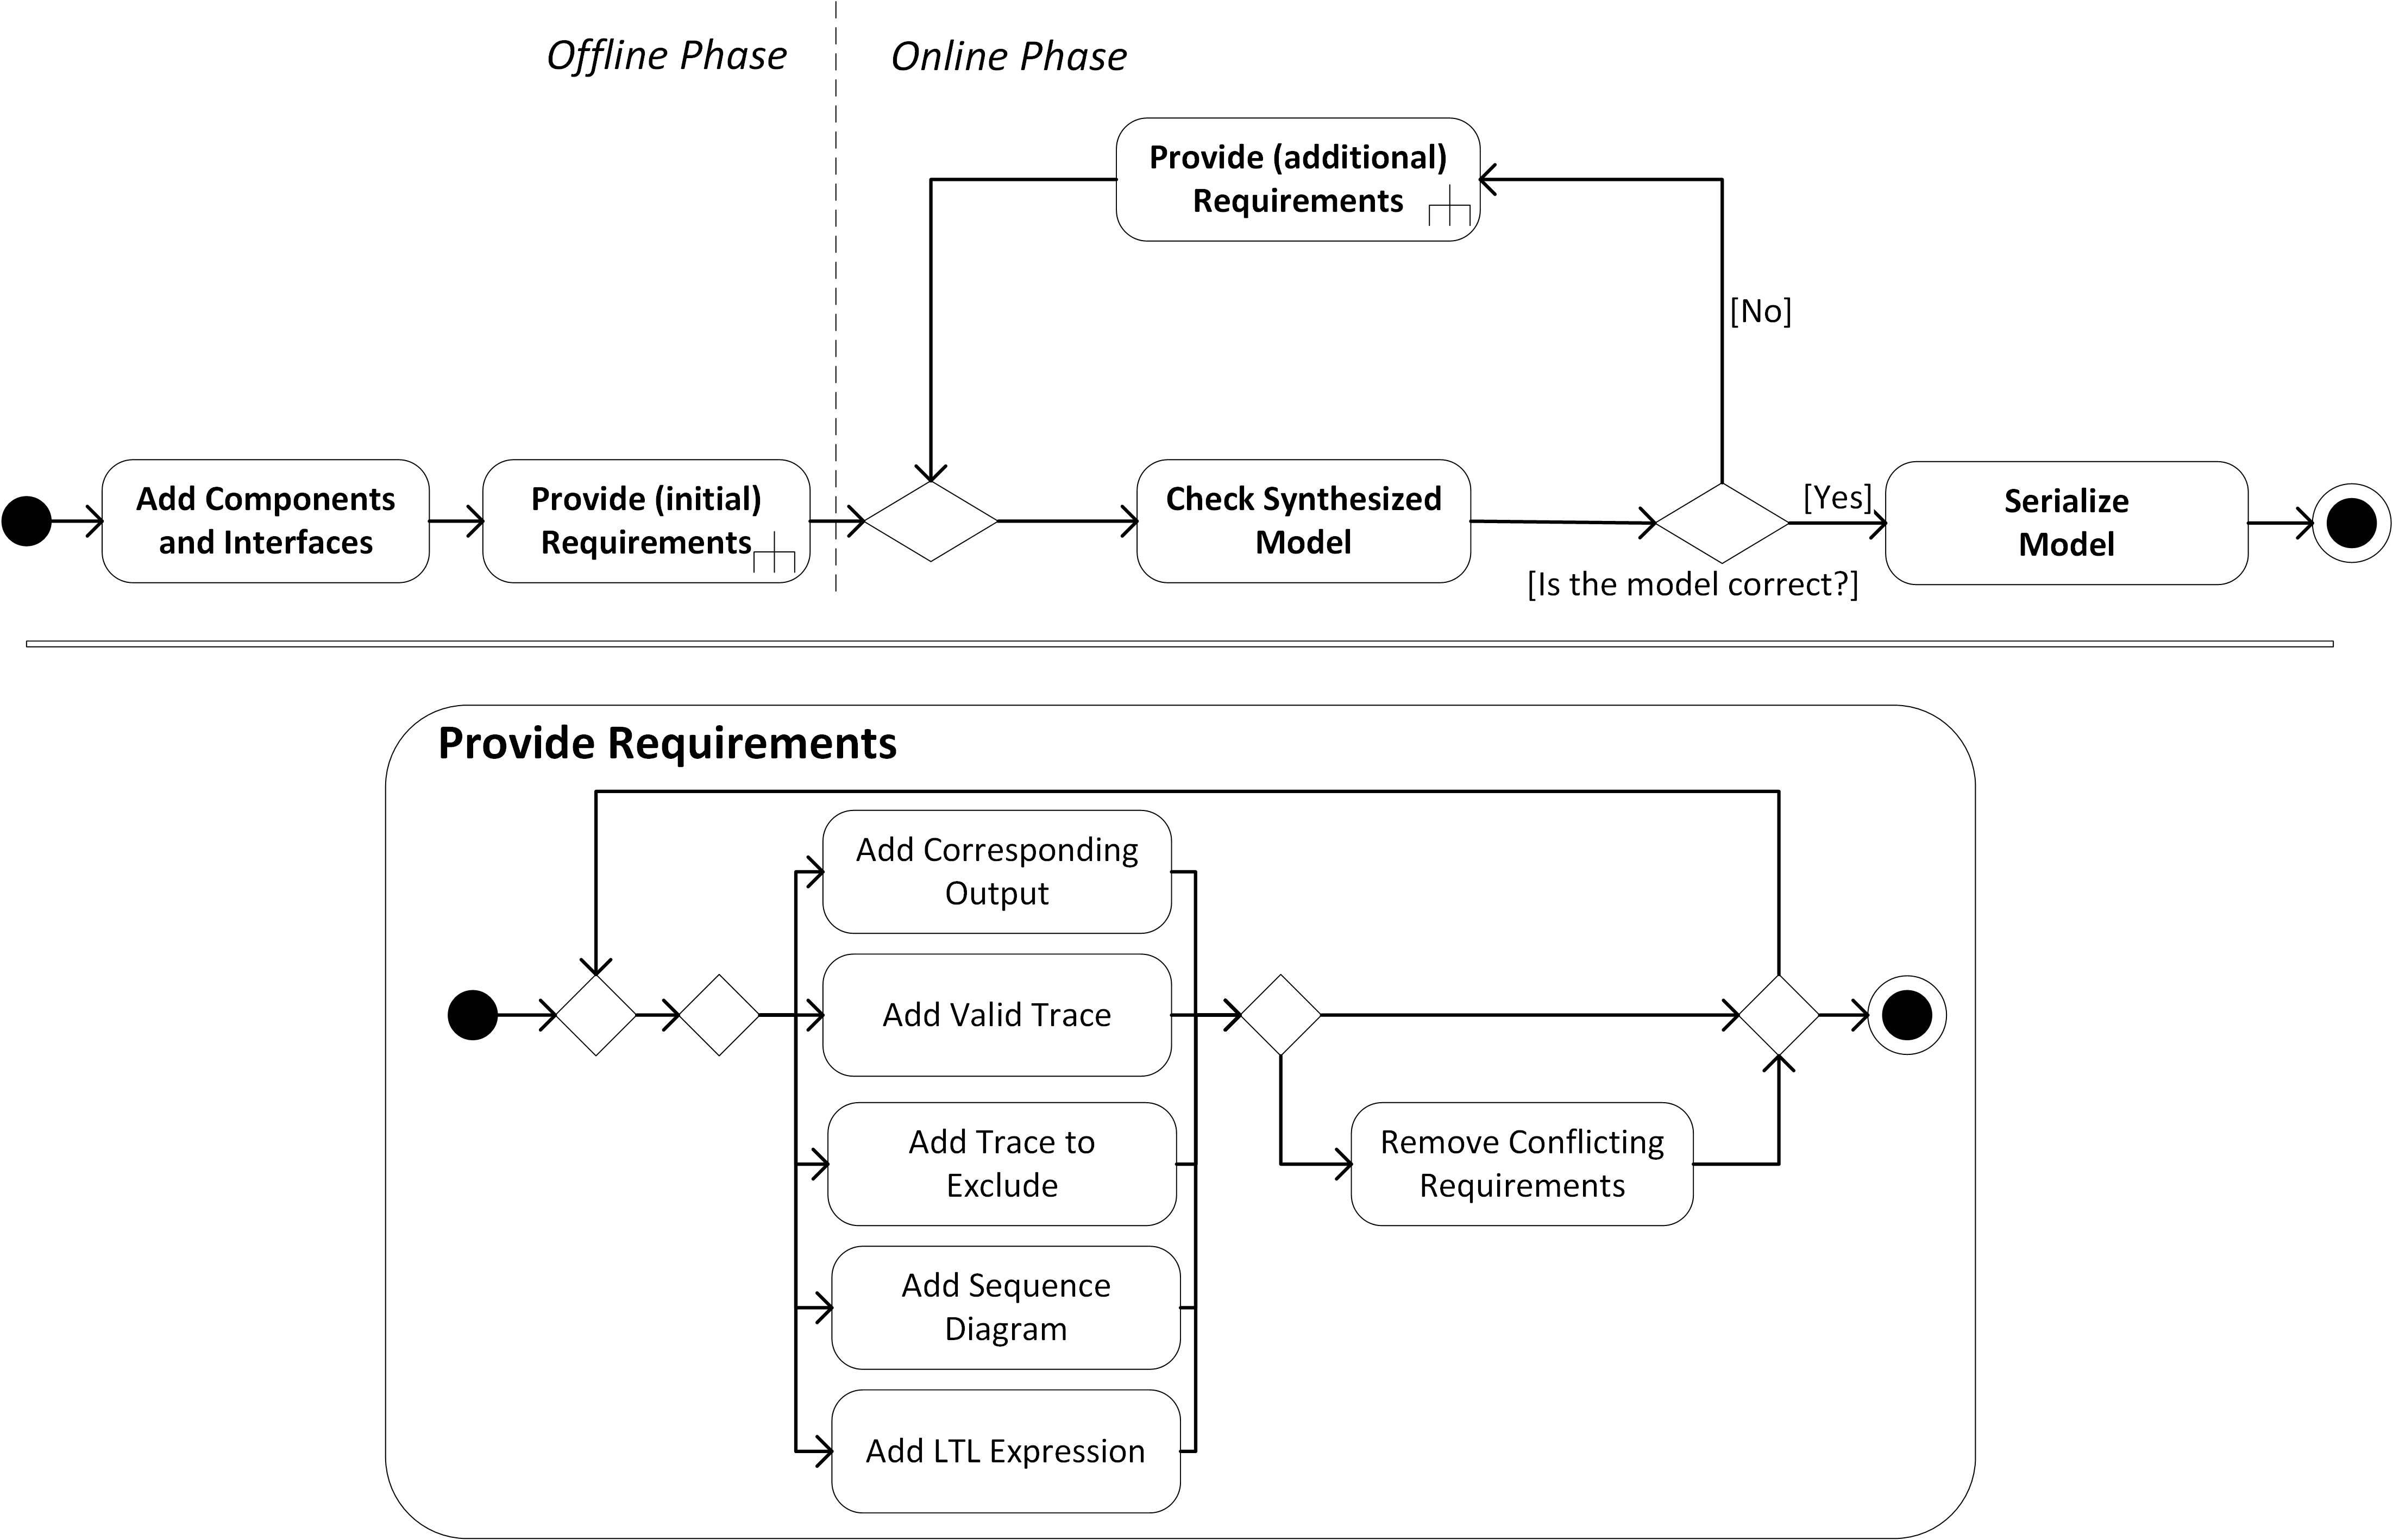 Offline Phase
Online Phase
Provide (additional)
Requirements
[No]
Add Components
and Interfaces
Provide (initial)
Requirements
Check Synthesized
Model
[Is the model correct?]
[Yes]
Serialize
Model
Provide Requirements
Add Corresponding
Output
Add Valid Trace
Add Trace to
Exclude
Add Sequence
Diagram
Add LTL Expression
Remove Conflicting
Requirements